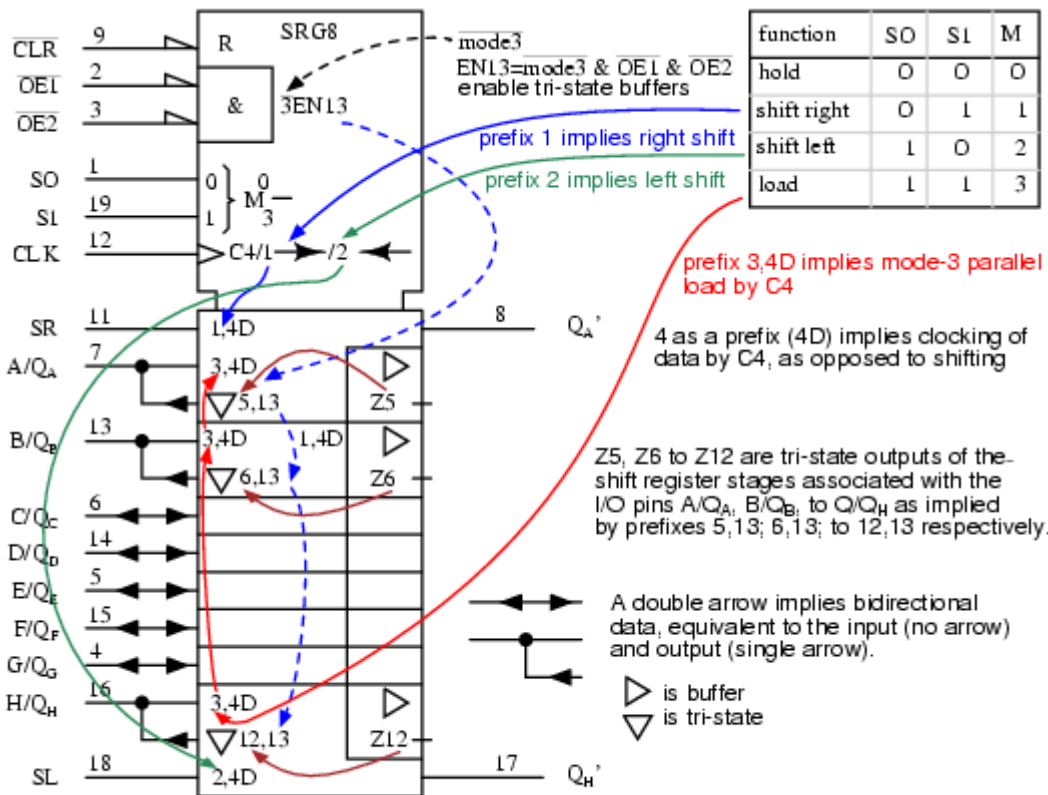 CLR 9
OE1 2
OE2 3
SO 1
S1 19
CLK 12
R SRG8
&
3EN13
0 0
} M
1 3
C4/1 /2
mode3
EN13=mode3 & OE1 & OE2
enable tri-state buffers
prefix 1 implies right shift
prefix 2 implies left shift
function SO S1 M
hold 0 0 0
shift right 0 1 1
shift left 1 0 2
load 1 1 3
prefix 3,4D implies mode-3 parallel
load by C4
4 as a prefix (4D) implies clocking of
data by C4, as opposed to shifting
SR 11 1,4D 8 QA'
A/QA 7 3,4D
5,13 Z5
B/QB 13 3,4D 1,4D
6,13 Z6
C/QC 6
D/QD 14
E/QE 5
F/QF 15
G/QG 4
H/QH 16 3,4D
12,13 Z12
SL 18 2,4D 17 QH'
Z5, Z6 to Z12 are tri-state outputs of the
shift register stages associated with the
I/O pins A/QA, B/QB, to Q/QH as implied
by prefixes 5,13; 6,13; to 12,13 respectively.
A double arrow implies bidirectional
data, equivalent to the input (no arrow)
and output (single arrow).
is buffer
is tri-state